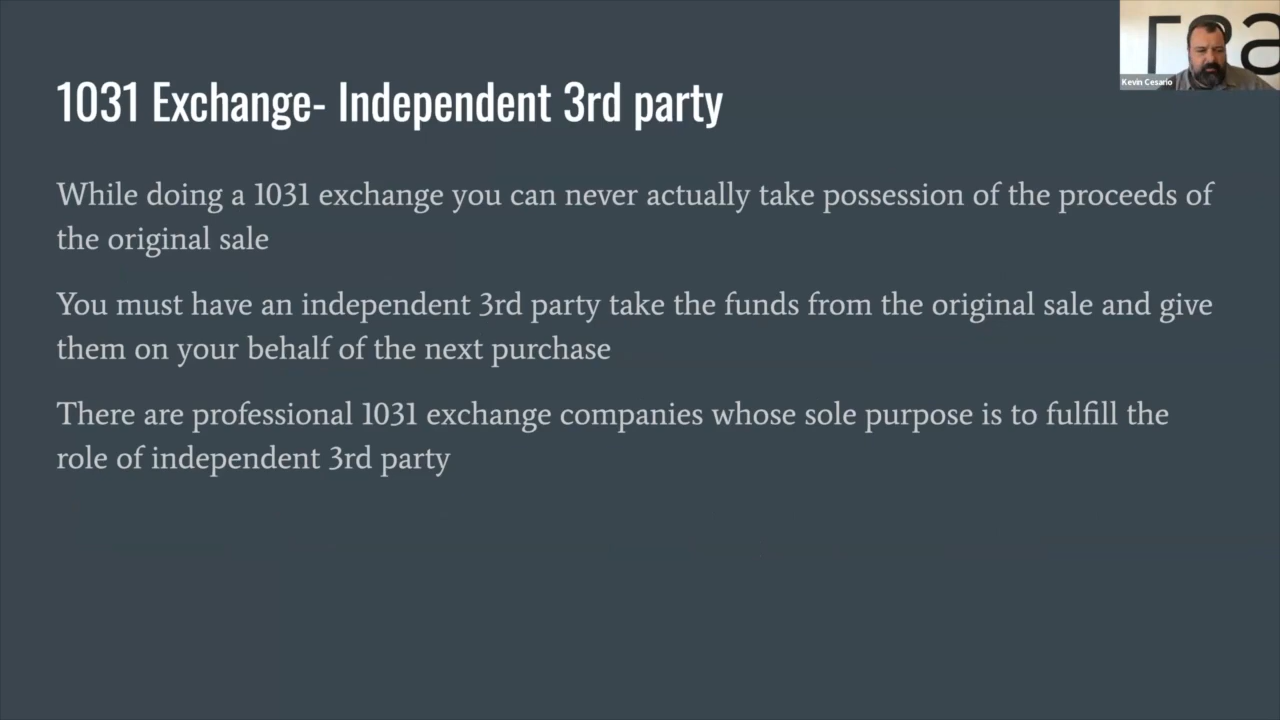 1031 Exchange- Independent 3rd party
While doing a 1031 exchange you can never actually take possession of the proceeds of
the original sale
You must have an independent 3rd party take the funds from the original sale and give
them on your behalf of the next purchase
There are professional 1031 exchange companies whose sole purpose is to fulfill the
role of independent 3rd party
rea
Kevin Cesario